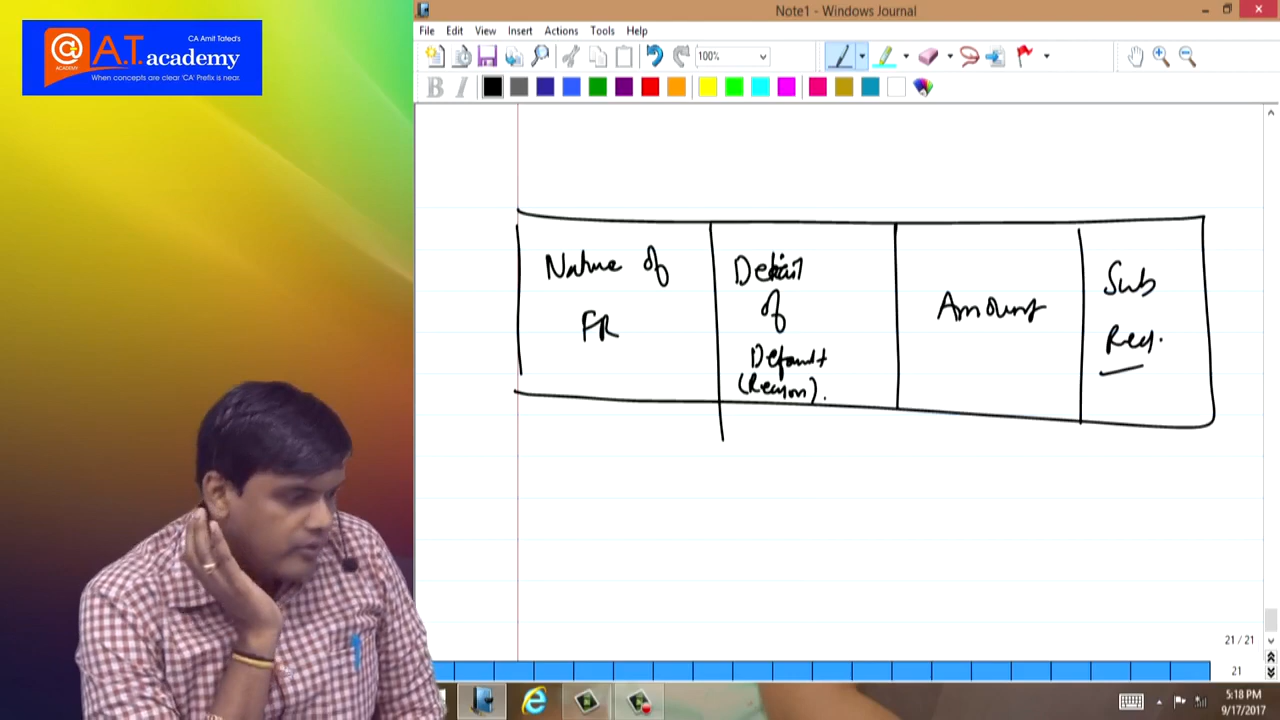 CA Amit Tated's
@A.T. academy
ACADEMY
When concepts are clear 'CA' Prefix is near.
Note1 - Windows Journal
File Edit View Insert Actions Tools Help
100%
B I
Nature of FR
Detail of Default (Reason).
Amount
Sub Req.
21 / 21
21
5:18 PM
9/17/2017